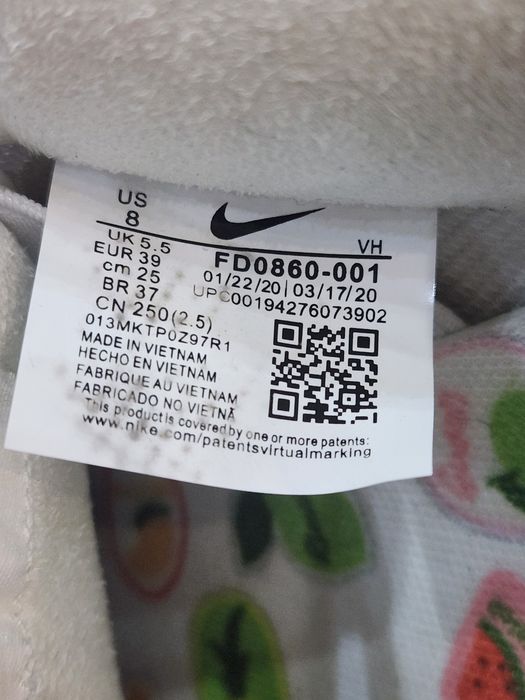 US
8
UK 5.5
EUR 39
cm 25
BR 37
CN 250(2.5)
VH
FD0860-001
01/22/20 | 03/17/20
UPC00194276073902
013MKTP0Z97R1
MADE IN VIETNAM
HECHO EN VIETNAM
FABRIQUE AU VIETNAM
FABRICADO NO VIETNÃ
This product is covered by one or more patents:
www.nike.com/patentsvirtualmarking